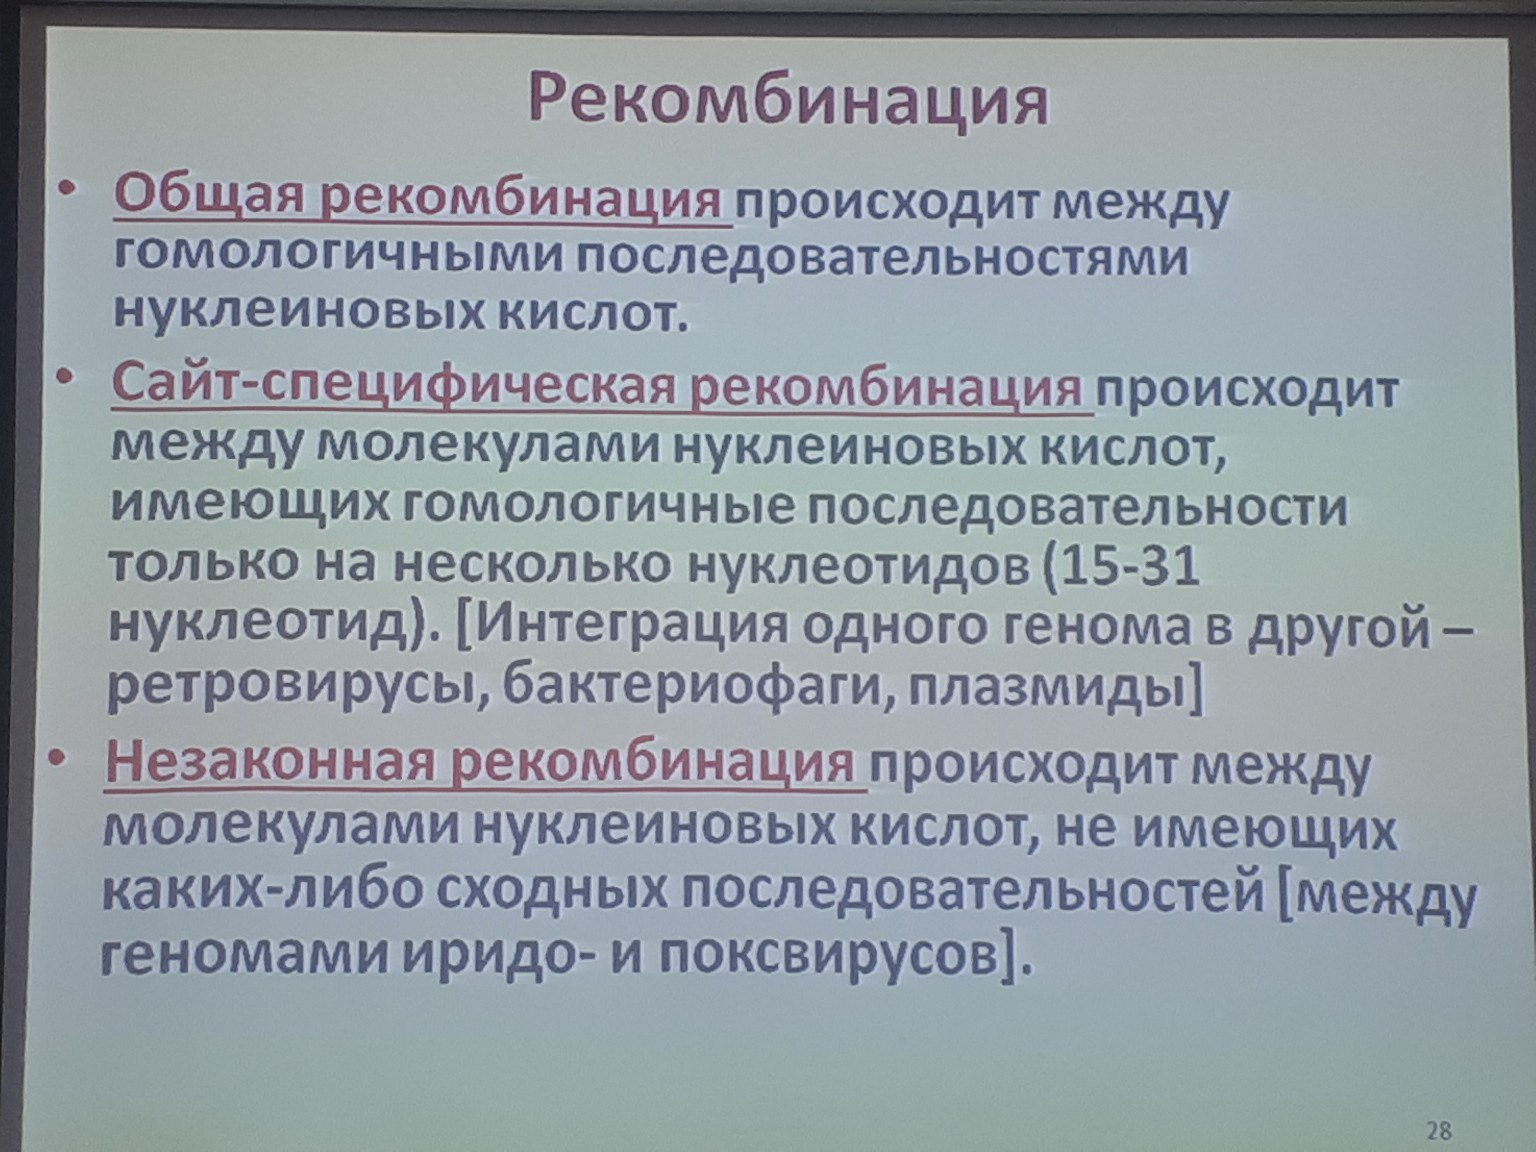 Рекомбинация
• Общая рекомбинация происходит между
гомологичными последовательностями
нуклеиновых кислот.
• Сайт-специфическая рекомбинация происходит
между молекулами нуклеиновых кислот,
имеющих гомологичные последовательности
только на несколько нуклеотидов (15-31
нуклеотид). [Интеграция одного генома в другой –
ретровирусы, бактериофаги, плазмиды]
• Незаконная рекомбинация происходит между
молекулами нуклеиновых кислот, не имеющих
каких-либо сходных последовательностей [между
геномами иридо- и поксвирусов].
28